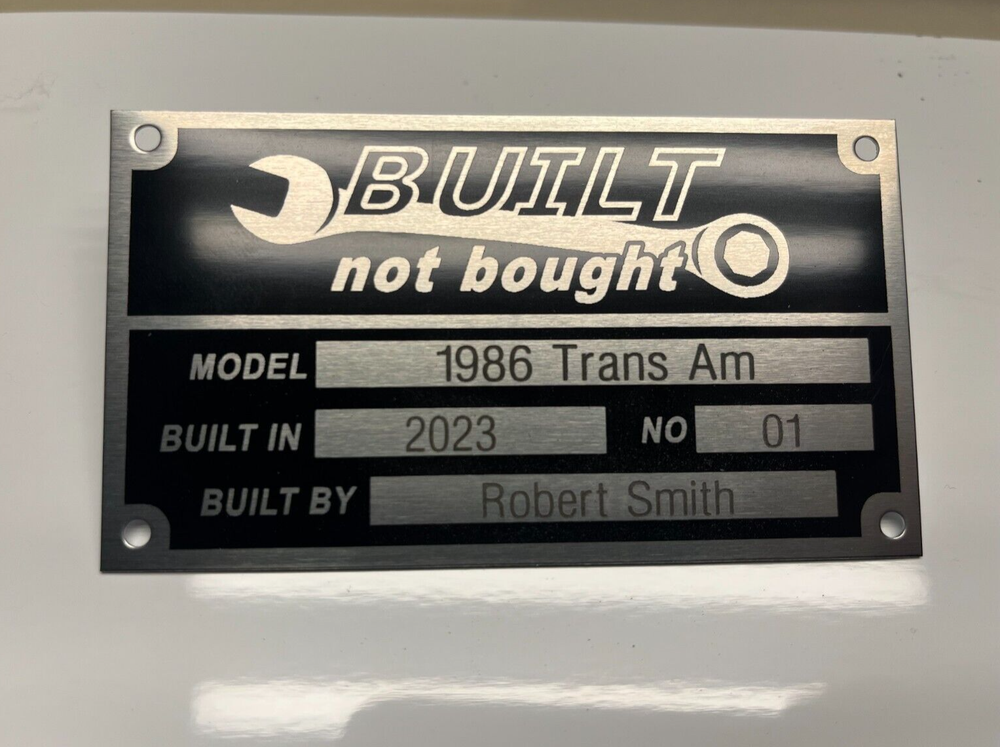 BUILT
not bought
MODEL 1986 Trans Am
BUILT IN 2023 NO 01
BUILT BY Robert Smith